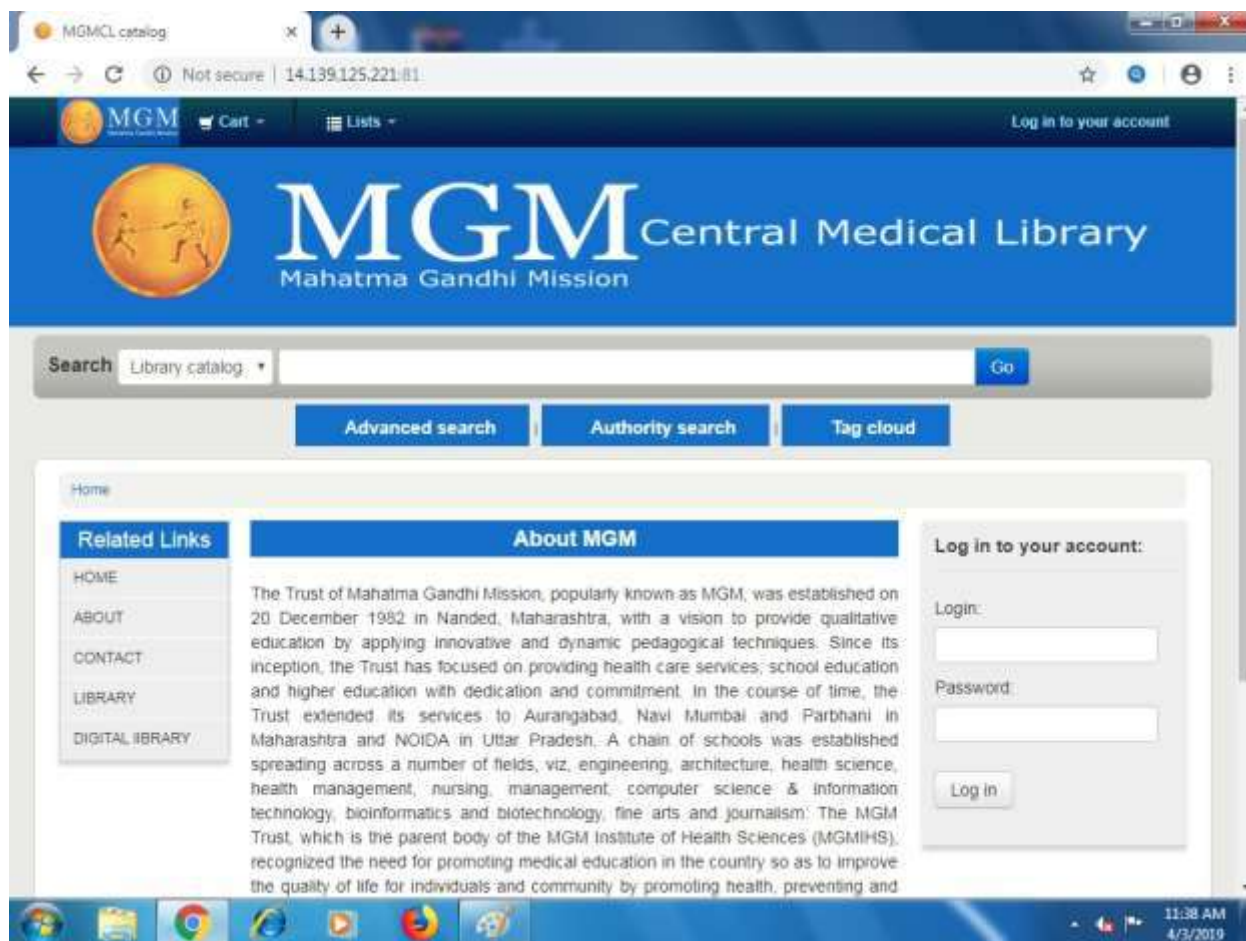 MGMCL catalog
Not secure | 14.139.125.221:81
MGM Cart Lists Log in to your account
MGM Central Medical Library
Mahatma Gandhi Mission
Search Library catalog Go
Advanced search | Authority search | Tag cloud
Home
Related Links
HOME
ABOUT
CONTACT
LIBRARY
DIGITAL lIBRARY
About MGM
The Trust of Mahatma Gandhi Mission, popularly known as MGM, was established on
20 December 1982 in Nanded, Maharashtra, with a vision to provide qualitative
education by applying innovative and dynamic pedagogical techniques. Since its
inception, the Trust has focused on providing health care services, school education
and higher education with dedication and commitment. In the course of time, the
Trust extended its services to Aurangabad, Navi Mumbai and Parbhani in
Maharashtra and NOIDA in Uttar Pradesh. A chain of schools was established
spreading across a number of fields, viz, engineering, architecture, health science,
health management, nursing, management, computer science & information
technology, bioinformatics and biotechnology, fine arts and journalism. The MGM
Trust, which is the parent body of the MGM Institute of Health Sciences (MGMIHS),
recognized the need for promoting medical education in the country so as to improve
the quality of life for individuals and community by promoting health, preventing and
Log in to your account:
Login:
Password:
Log in
11:38 AM
4/3/2019